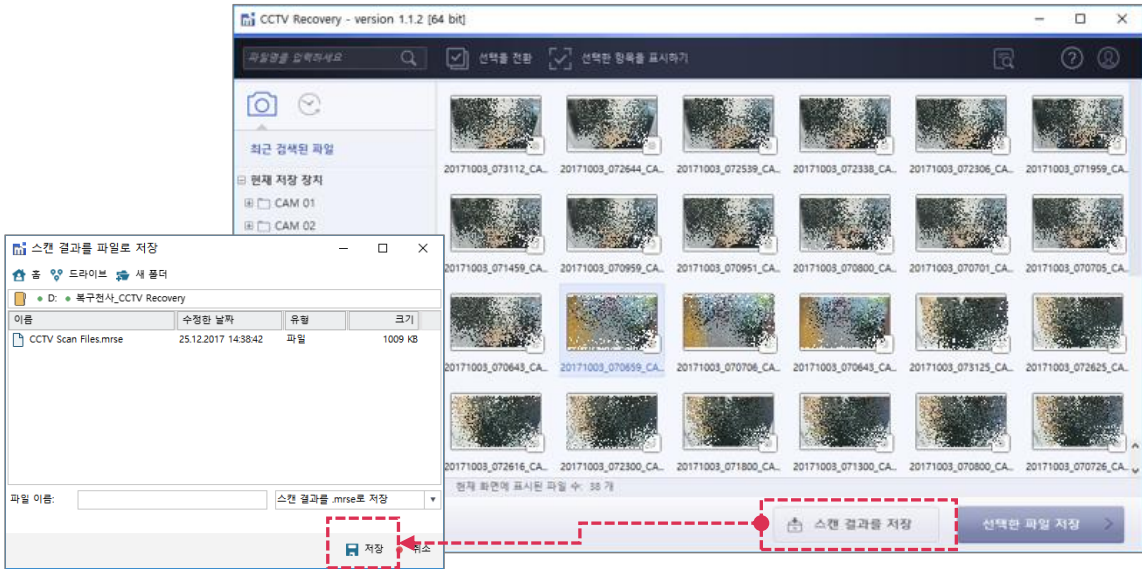 CCTV Recovery - version 1.1.2 [64 bit]
파일명을 입력하세요
선택을 전환
선택한 항목을 표시하기
최근 검색된 파일
현재 저장 장치
CAM 01
CAM 02
20171003_073112_CA... 20171003_072644_CA... 20171003_072539_CA... 20171003_072338_CA... 20171003_072306_CA... 20171003_071959_CA...
20171003_071459_CA... 20171003_070959_CA... 20171003_070951_CA... 20171003_070800_CA... 20171003_070701_CA... 20171003_070705_CA...
20171003_070643_CA... 20171003_070659_CA... 20171003_070706_CA... 20171003_070643_CA... 20171003_073125_CA... 20171003_072625_CA...
20171003_072616_CA... 20171003_072300_CA... 20171003_071800_CA... 20171003_071300_CA... 20171003_070800_CA... 20171003_070726_CA...
현재 화면에 표시된 파일 수: 38 개
스캔 결과를 저장
선택한 파일 저장
스캔 결과를 파일로 저장
홈 드라이브 새 폴더
D: 복구천사_CCTV Recovery
이름 수정한 날짜 유형 크기
CCTV Scan Files.mrse 25.12.2017 14:38:42 파일 1009 KB
파일 이름:
스캔 결과를 .mrse로 저장
저장
취소